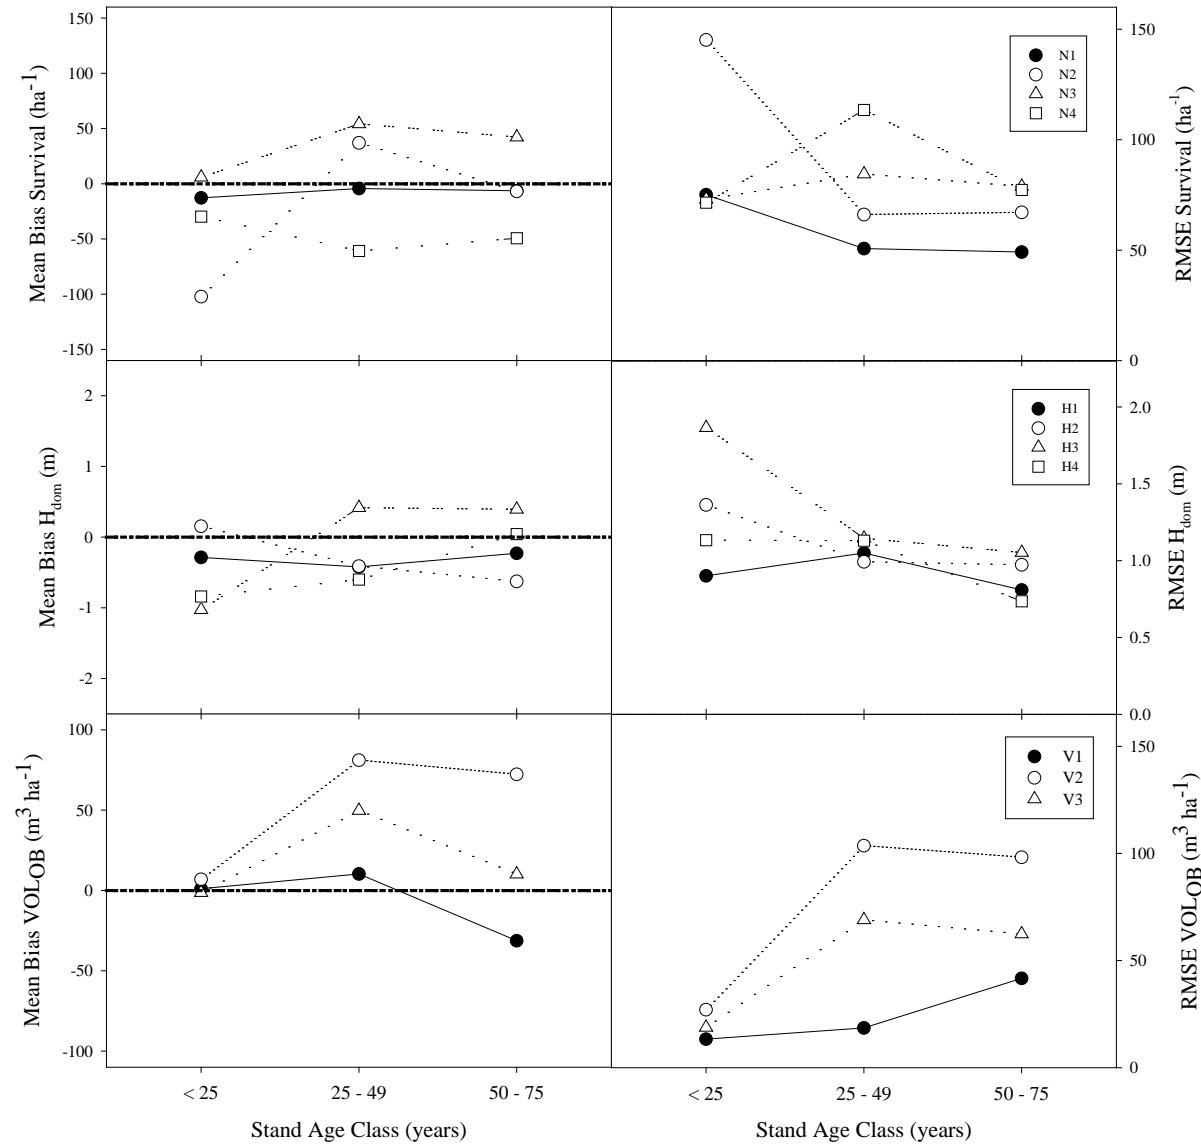 150
100
50
0
-50
-100
-150
Mean Bias Survival (ha-1)
N1
N2
N3
N4
150
100
50
0
RMSE Survival (ha-1)
2
1
0
-1
-2
Mean Bias Hdom (m)
H1
H2
H3
H4
2.0
1.5
1.0
0.5
0.0
RMSE Hdom (m)
100
50
0
-50
-100
Mean Bias VOLOB (m3 ha-1)
V1
V2
V3
150
100
50
0
RMSE VOLOB (m3 ha-1)
< 25 25 - 49 50 - 75
< 25 25 - 49 50 - 75
Stand Age Class (years)
Stand Age Class (years)